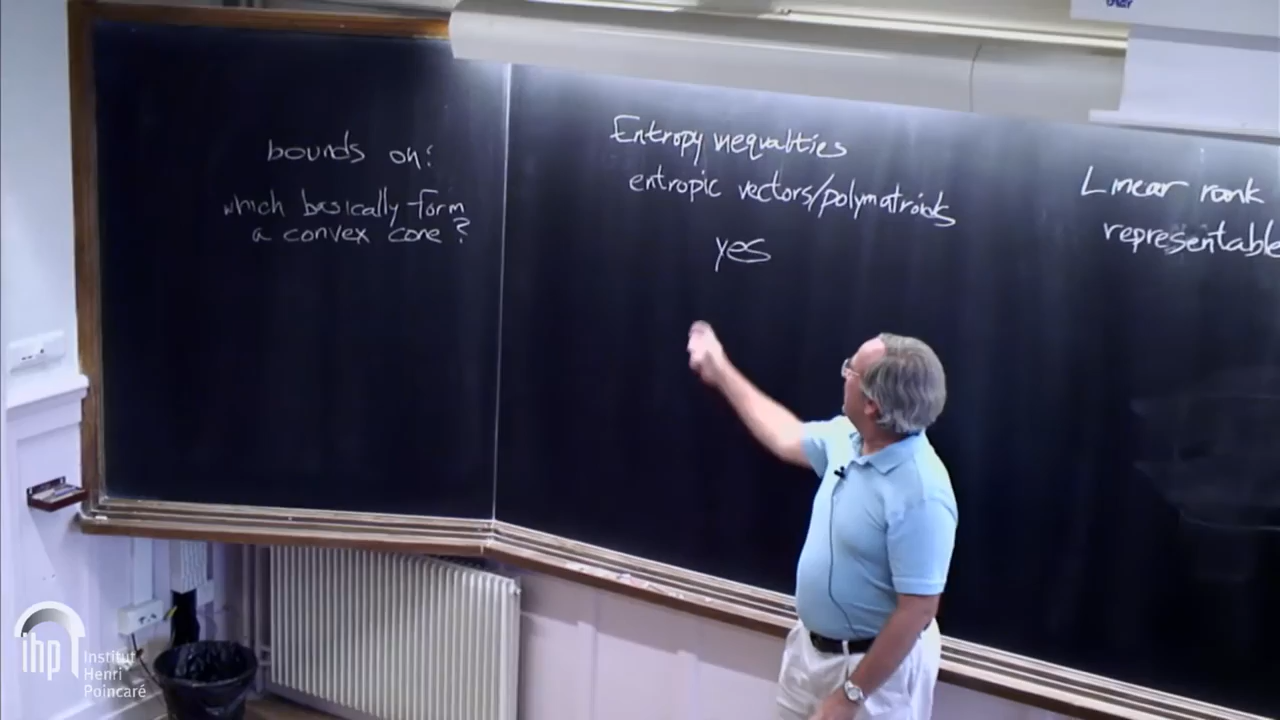 bounds on:
which basically form
a convex cone?
Entropy inequalties
entropic vectors/polymatroids
yes
Linear rank
representable
ihp
Institut
Henri
Poincaré